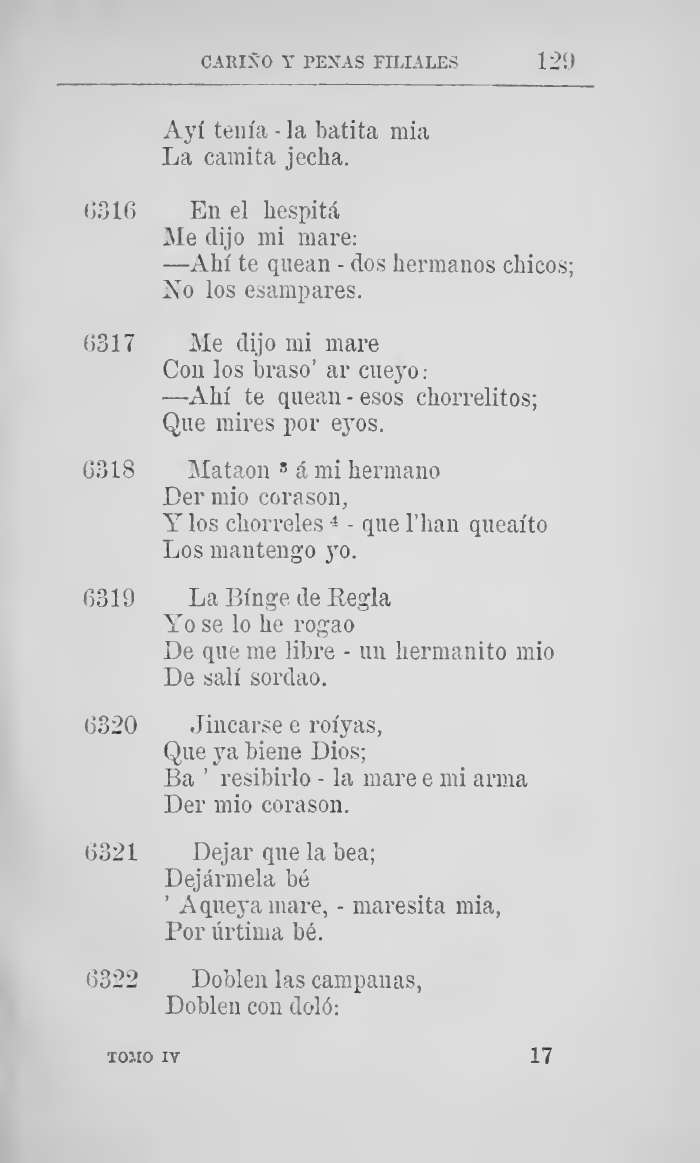 CARIÑO Y PENAS FILIALES 129
Ayí tenía - la batita mia
La camita jecha.
6316 En el hespitá
Me dijo mi mare:
—Ahí te quean - dos hermanos chicos;
No los esampares.
6317 Me dijo mi mare
Con los braso' ar cueyo:
—Ahí te quean - esos chorrelitos;
Que mires por eyos.
6318 Mataon ³ á mi hermano
Der mio corason,
Y los chorreles ⁴ - que l'han queaíto
Los mantengo yo.
6319 La Bínge de Regla
Yo se lo he rogao
De que me libre - un hermanito mio
De salí sordao.
6320 Jincarse e roíyas,
Que ya biene Dios;
Ba ' resibirlo - la mare e mi arma
Der mio corason.
6321 Dejar que la bea;
Dejármela bé
' Aqueya mare, - maresita mia,
Por úrtima bé.
6322 Doblen las campanas,
Doblen con doló:
TOMO IV 17